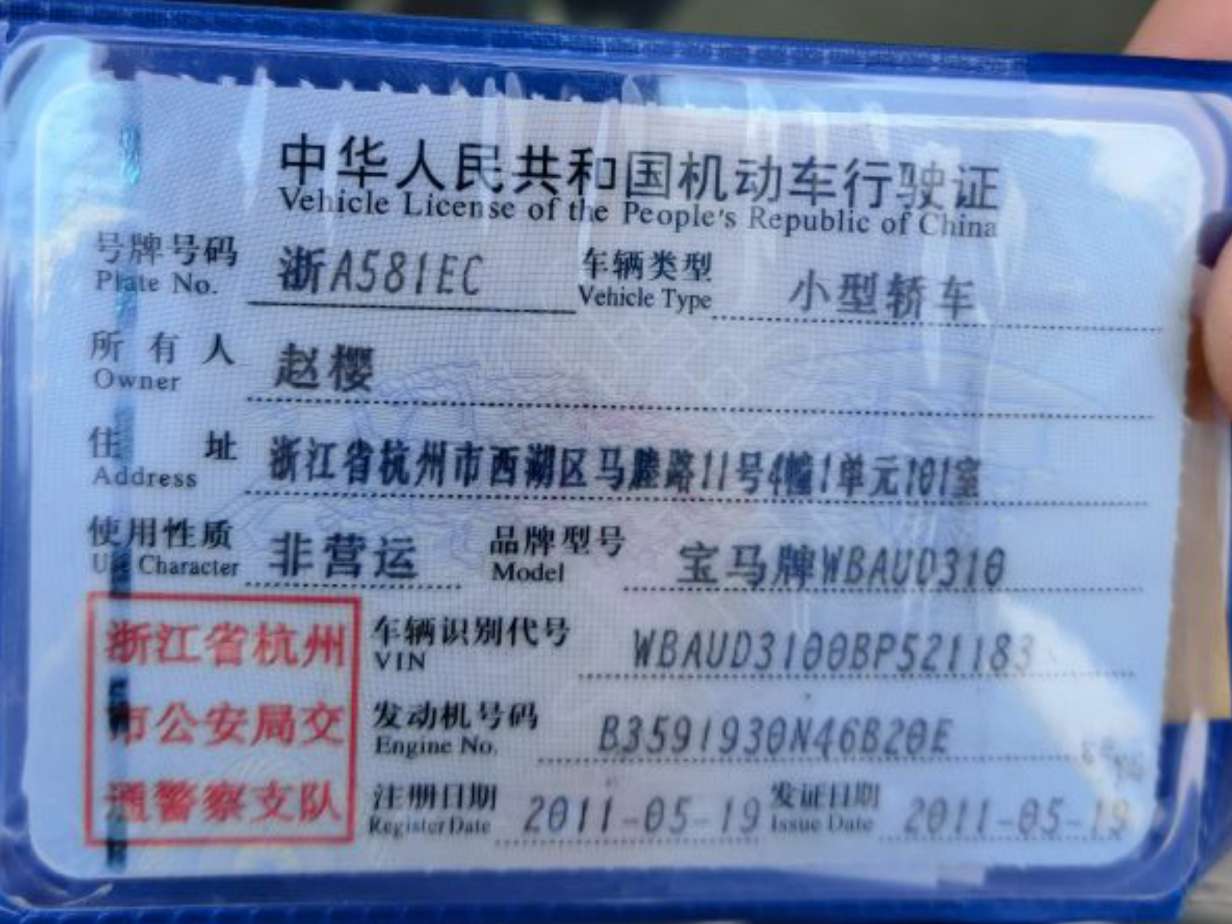 中华人民共和国机动车行驶证
Vehicle License of the People's Republic of China
号牌号码 浙A581EC 车辆类型 小型轿车
Plate No. Vehicle Type
所有人 赵樱
Owner
住址 浙江省杭州市西湖区马塍路11号4幢1单元101室
Address
使用性质 非营运 品牌型号 宝马牌WBAUD310
Use Character Model
浙江省杭州 车辆识别代号 WBAUD3100BP521183
VIN
市公安局交 发动机号码 B3591930N46B20E
Engine No.
通警察支队 注册日期 2011-05-19 发证日期 2011-05-19
Register Date Issue Date